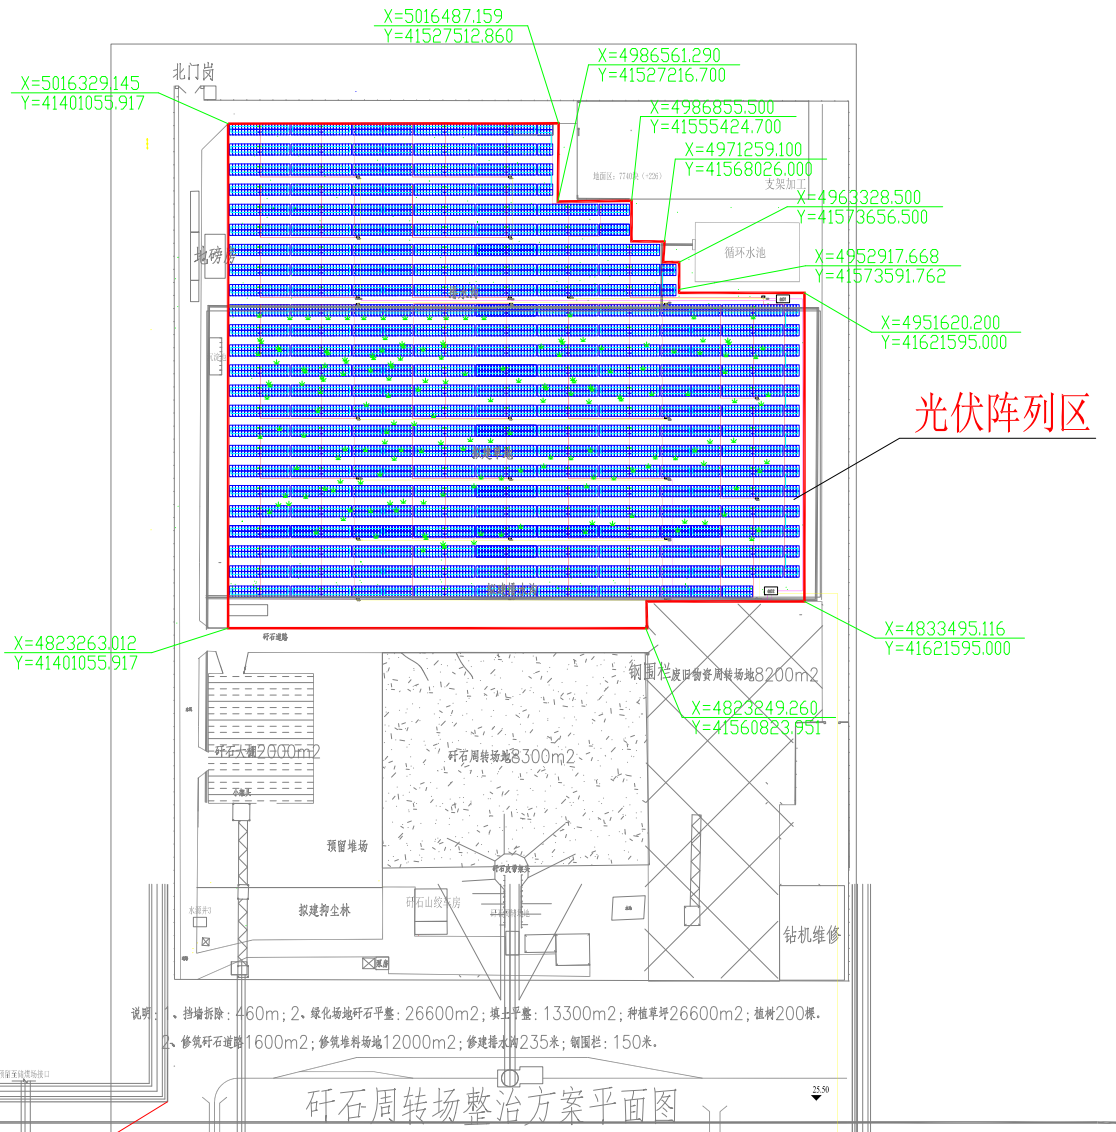 X=5016487.159
Y=41527512.860
X=4986561.290
Y=41527216.700
北门岗
X=5016329.145
Y=41401055.917
X=4986855.500
Y=41555424.700
X=4971259.100
Y=41568026.000
支架加工
X=4963328.500
Y=41573656.500
循环水池
X=4952917.668
Y=41573591.762
X=4951620.200
Y=41621595.000
光伏阵列区
X=4833495.116
Y=41621595.000
矸石道路
X=4823263.012
Y=41401055.917
钢围栏
废旧物资周转场地8200m2
X=4823249.260
Y=41560823.951
矸石大棚2000m2
矸石周转场地8300m2
预留堆场
矸石山绞车房
拟建抑尘林
钻机维修
说明：1、挡墙拆除：460m；2、绿化场地矸石平整：26600m2；填土平整：13300m2；种植草坪26600m2；植树200棵。
2、修筑矸石道路1600m2；修筑堆料场地12000m2；修建排水沟235米；钢围栏：150米。
矸石周转场整治方案平面图
25.50